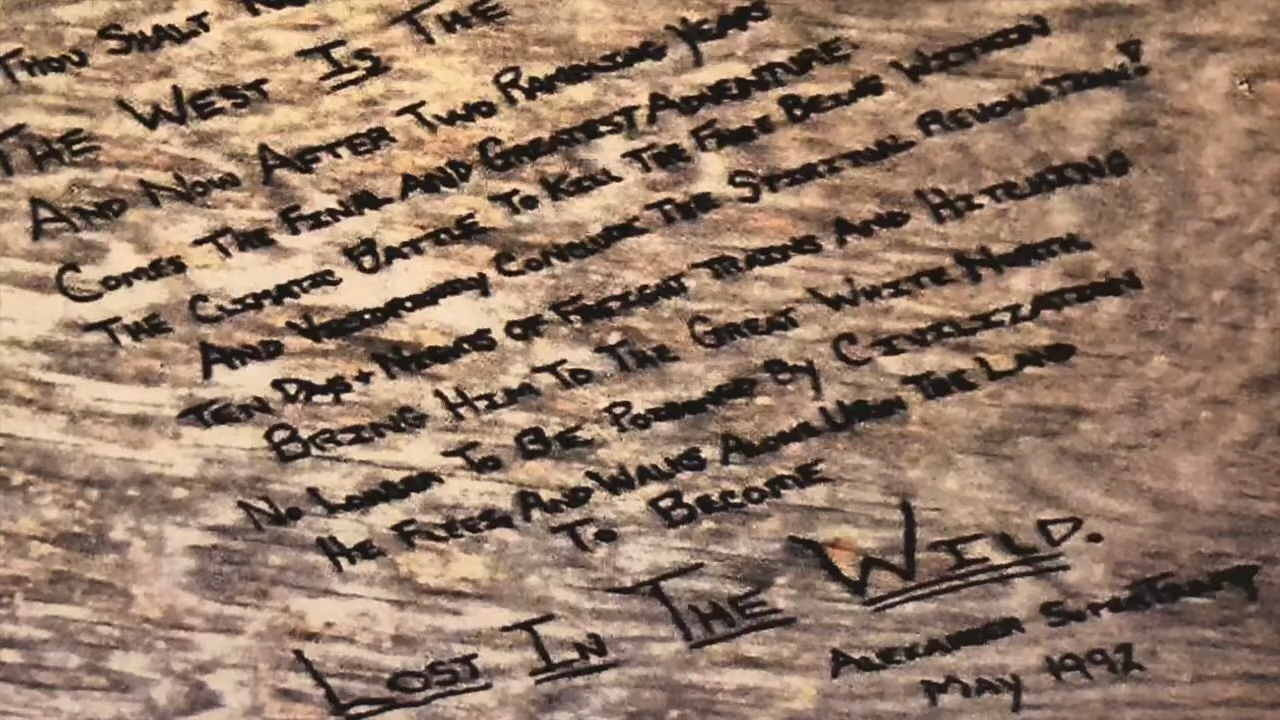 THOU SHALT
THE WEST IS THE
AND NOW AFTER TWO RAMBLING YEARS
COMES THE FINAL AND GREATEST ADVENTURE.
THE CLIMATIC BATTLE TO KILL THE FALSE BEING WITHIN
AND VICTORIOUSLY CONCLUDE THE SPIRITUAL REVOLUTION!
TEN DAYS + NIGHTS OF FREIGHT TRAINS AND HITCHING
BRING HIM TO THE GREAT WHITE NORTH.
NO LONGER TO BE POISONED BY CIVILIZATION
HE FLEES AND WALKS ALONE UPON THE LAND
TO BECOME
LOST IN THE WILD.
ALEXANDER SUPERTRAMP
MAY 1992